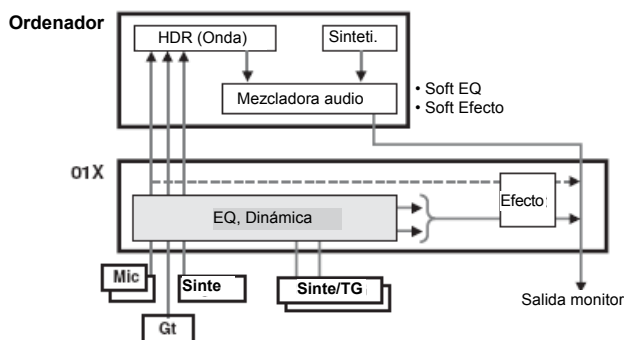 Ordenador
HDR (Onda)
Sinteti.
Mezcladora audio
• Soft EQ
• Soft Efecto
01X
EQ, Dinámica
Efecto
Mic
Sinte
Sinte/TG
Gt
Salida monitor